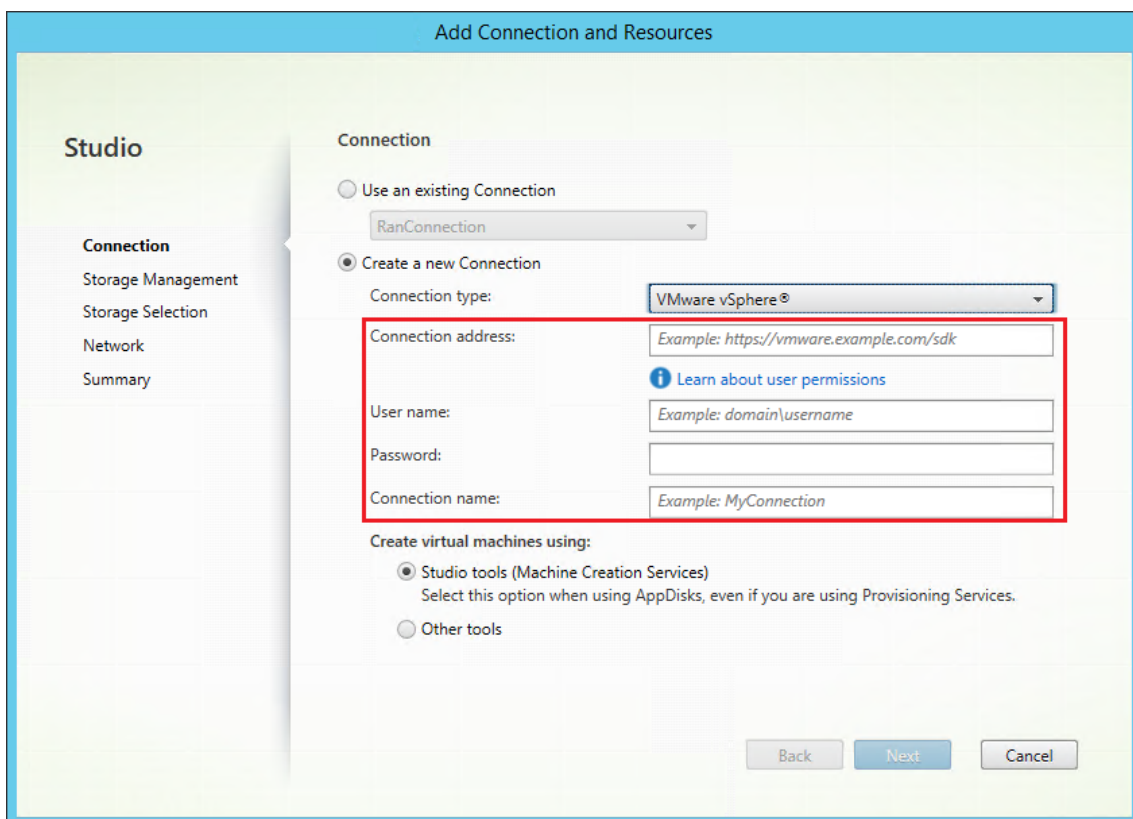 Add Connection and Resources
Studio
Connection
Storage Management
Storage Selection
Network
Summary
Connection
Use an existing Connection
RanConnection
Create a new Connection
Connection type:
VMware vSphere®
Connection address:
Example: https://vmware.example.com/sdk
Learn about user permissions
User name:
Example: domain\username
Password:
Connection name:
Example: MyConnection
Create virtual machines using:
Studio tools (Machine Creation Services)
Select this option when using AppDisks, even if you are using Provisioning Services.
Other tools
Back
Next
Cancel